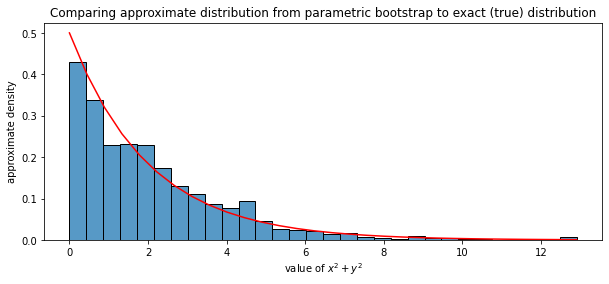 Comparing approximate distribution from parametric bootstrap to exact (true) distribution
0.5
0.4
0.3
0.2
0.1
0.0
approximate density
0 2 4 6 8 10 12
value of x² + y²